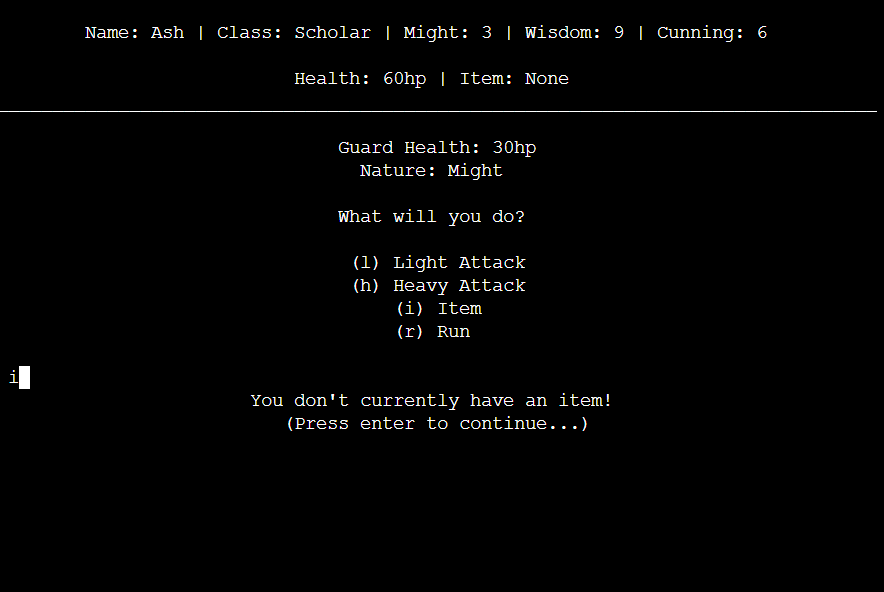 Name: Ash | Class: Scholar | Might: 3 | Wisdom: 9 | Cunning: 6
Health: 60hp | Item: None
Guard Health: 30hp
Nature: Might
What will you do?
(l) Light Attack
(h) Heavy Attack
(i) Item
(r) Run
i
You don't currently have an item!
(Press enter to continue...)